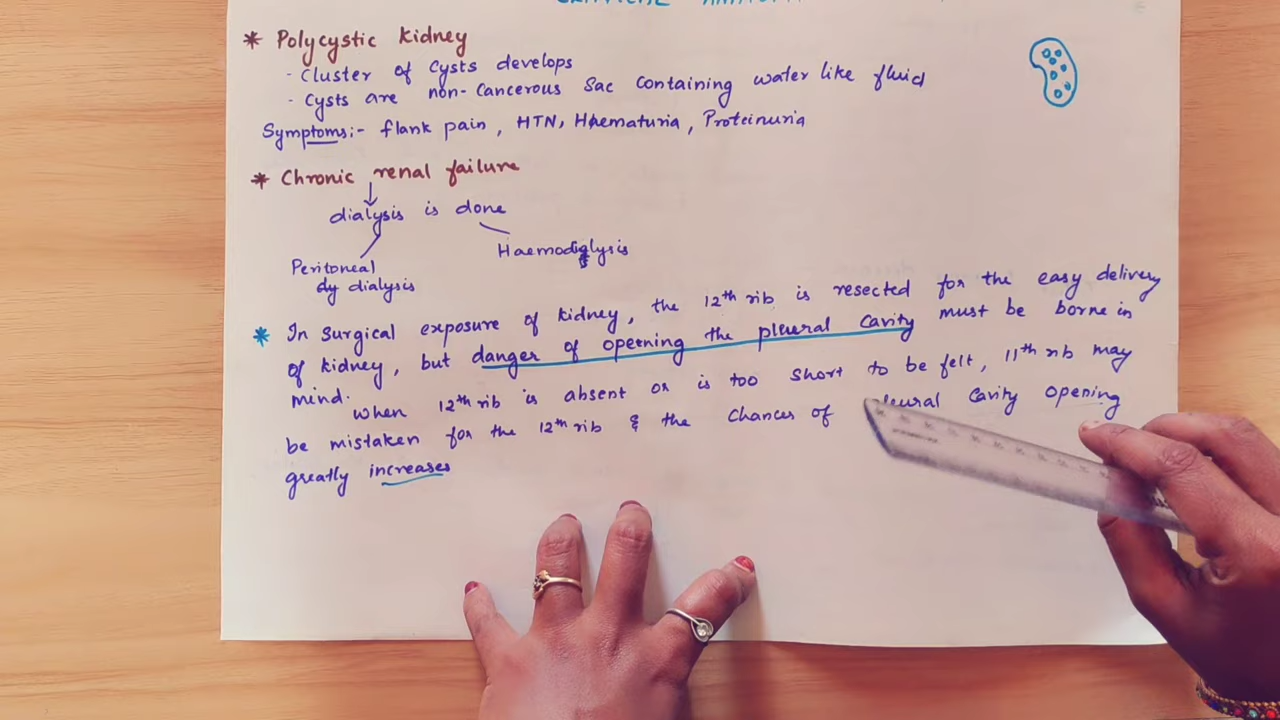 * Polycystic kidney
- Cluster of Cysts develops
- Cysts are non-Cancerous Sac containing water like fluid
Symptoms:- flank pain, HTN, Haematuria, Proteinuria
* Chronic renal failure
↓
dialysis is done
Haemodialysis
Peritoneal
dy dialysis
* In Surgical exposure of kidney, the 12th rib is resected for the easy delivery
of kidney, but danger of opening the pleural cavity must be borne in
mind.
When 12th rib is absent or is too short to be felt, 11th rib may
be mistaken for the 12th rib & the chances of cavity opening
greatly increases